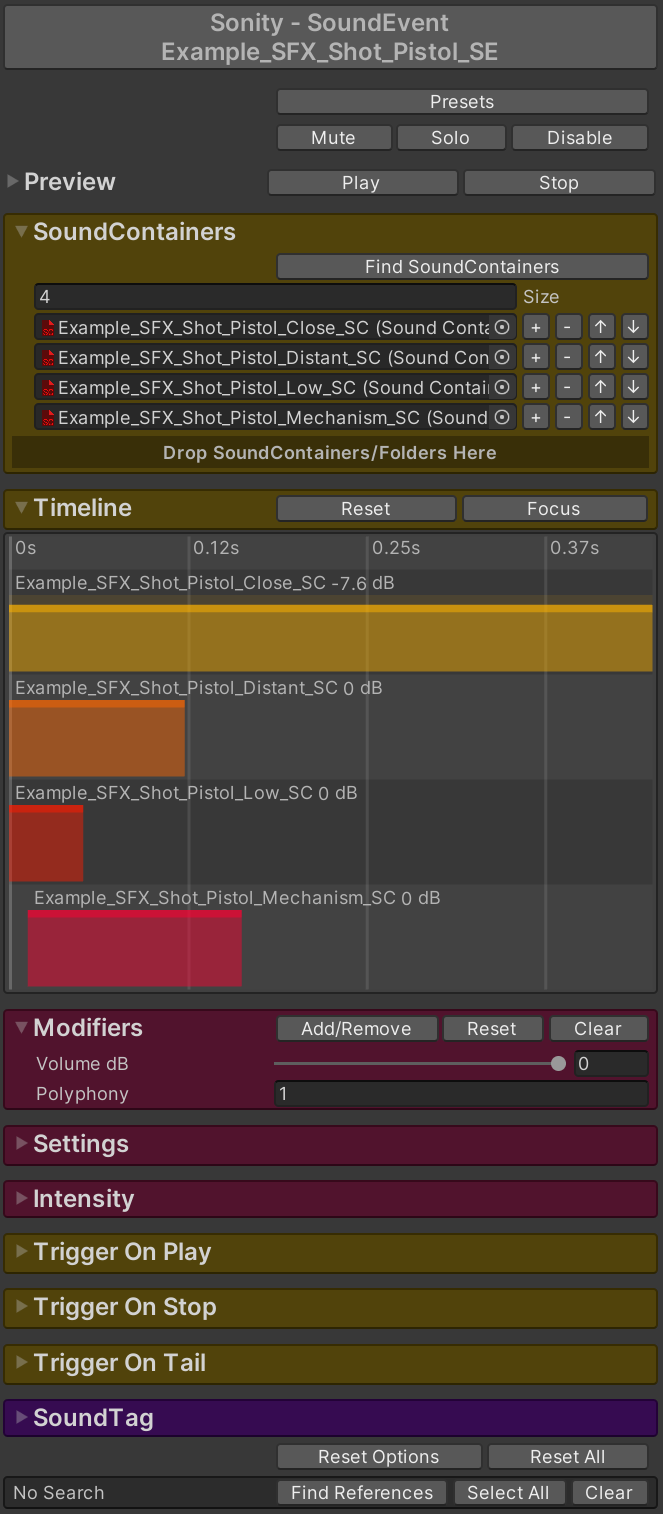 Sonity - SoundEvent
Example_SFX_Shot_Pistol_SE
Presets
Mute Solo Disable
Preview Play Stop
SoundContainers
Find SoundContainers
4 Size
Example_SFX_Shot_Pistol_Close_SC (Sound Conta + -
Example_SFX_Shot_Pistol_Distant_SC (Sound Con + -
Example_SFX_Shot_Pistol_Low_SC (Sound Contai + -
Example_SFX_Shot_Pistol_Mechanism_SC (Sound + -
Drop SoundContainers/Folders Here
Timeline Reset Focus
0s 0.12s 0.25s 0.37s
Example_SFX_Shot_Pistol_Close_SC -7.6 dB
Example_SFX_Shot_Pistol_Distant_SC 0 dB
Example_SFX_Shot_Pistol_Low_SC 0 dB
Example_SFX_Shot_Pistol_Mechanism_SC 0 dB
Modifiers Add/Remove Reset Clear
Volume dB 0
Polyphony 1
Settings
Intensity
Trigger On Play
Trigger On Stop
Trigger On Tail
SoundTag
Reset Options Reset All
No Search Find References Select All Clear